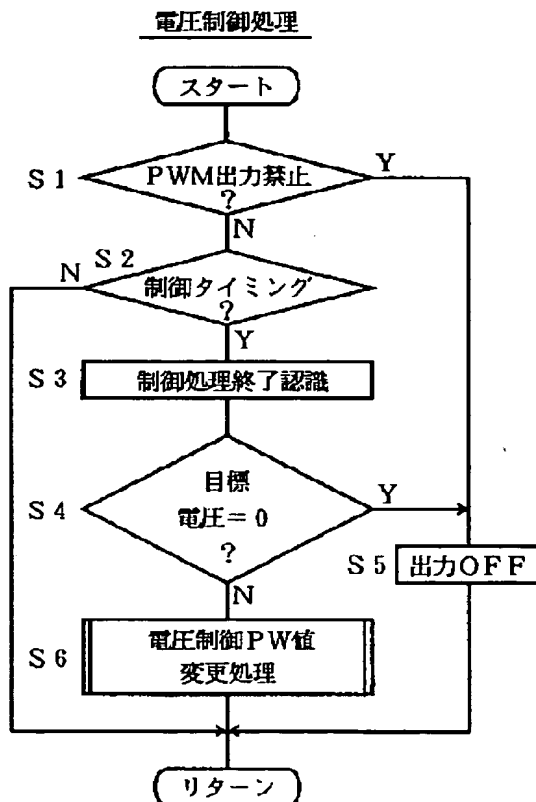 電圧制御処理
スタート
S1
PWM出力禁止
?
Y
N
S2
N
制御タイミング
?
Y
S3
制御処理終了認識
S4
目標
電圧=0
?
Y
N
S5
出力OFF
S6
電圧制御PW値
変更処理
リターン